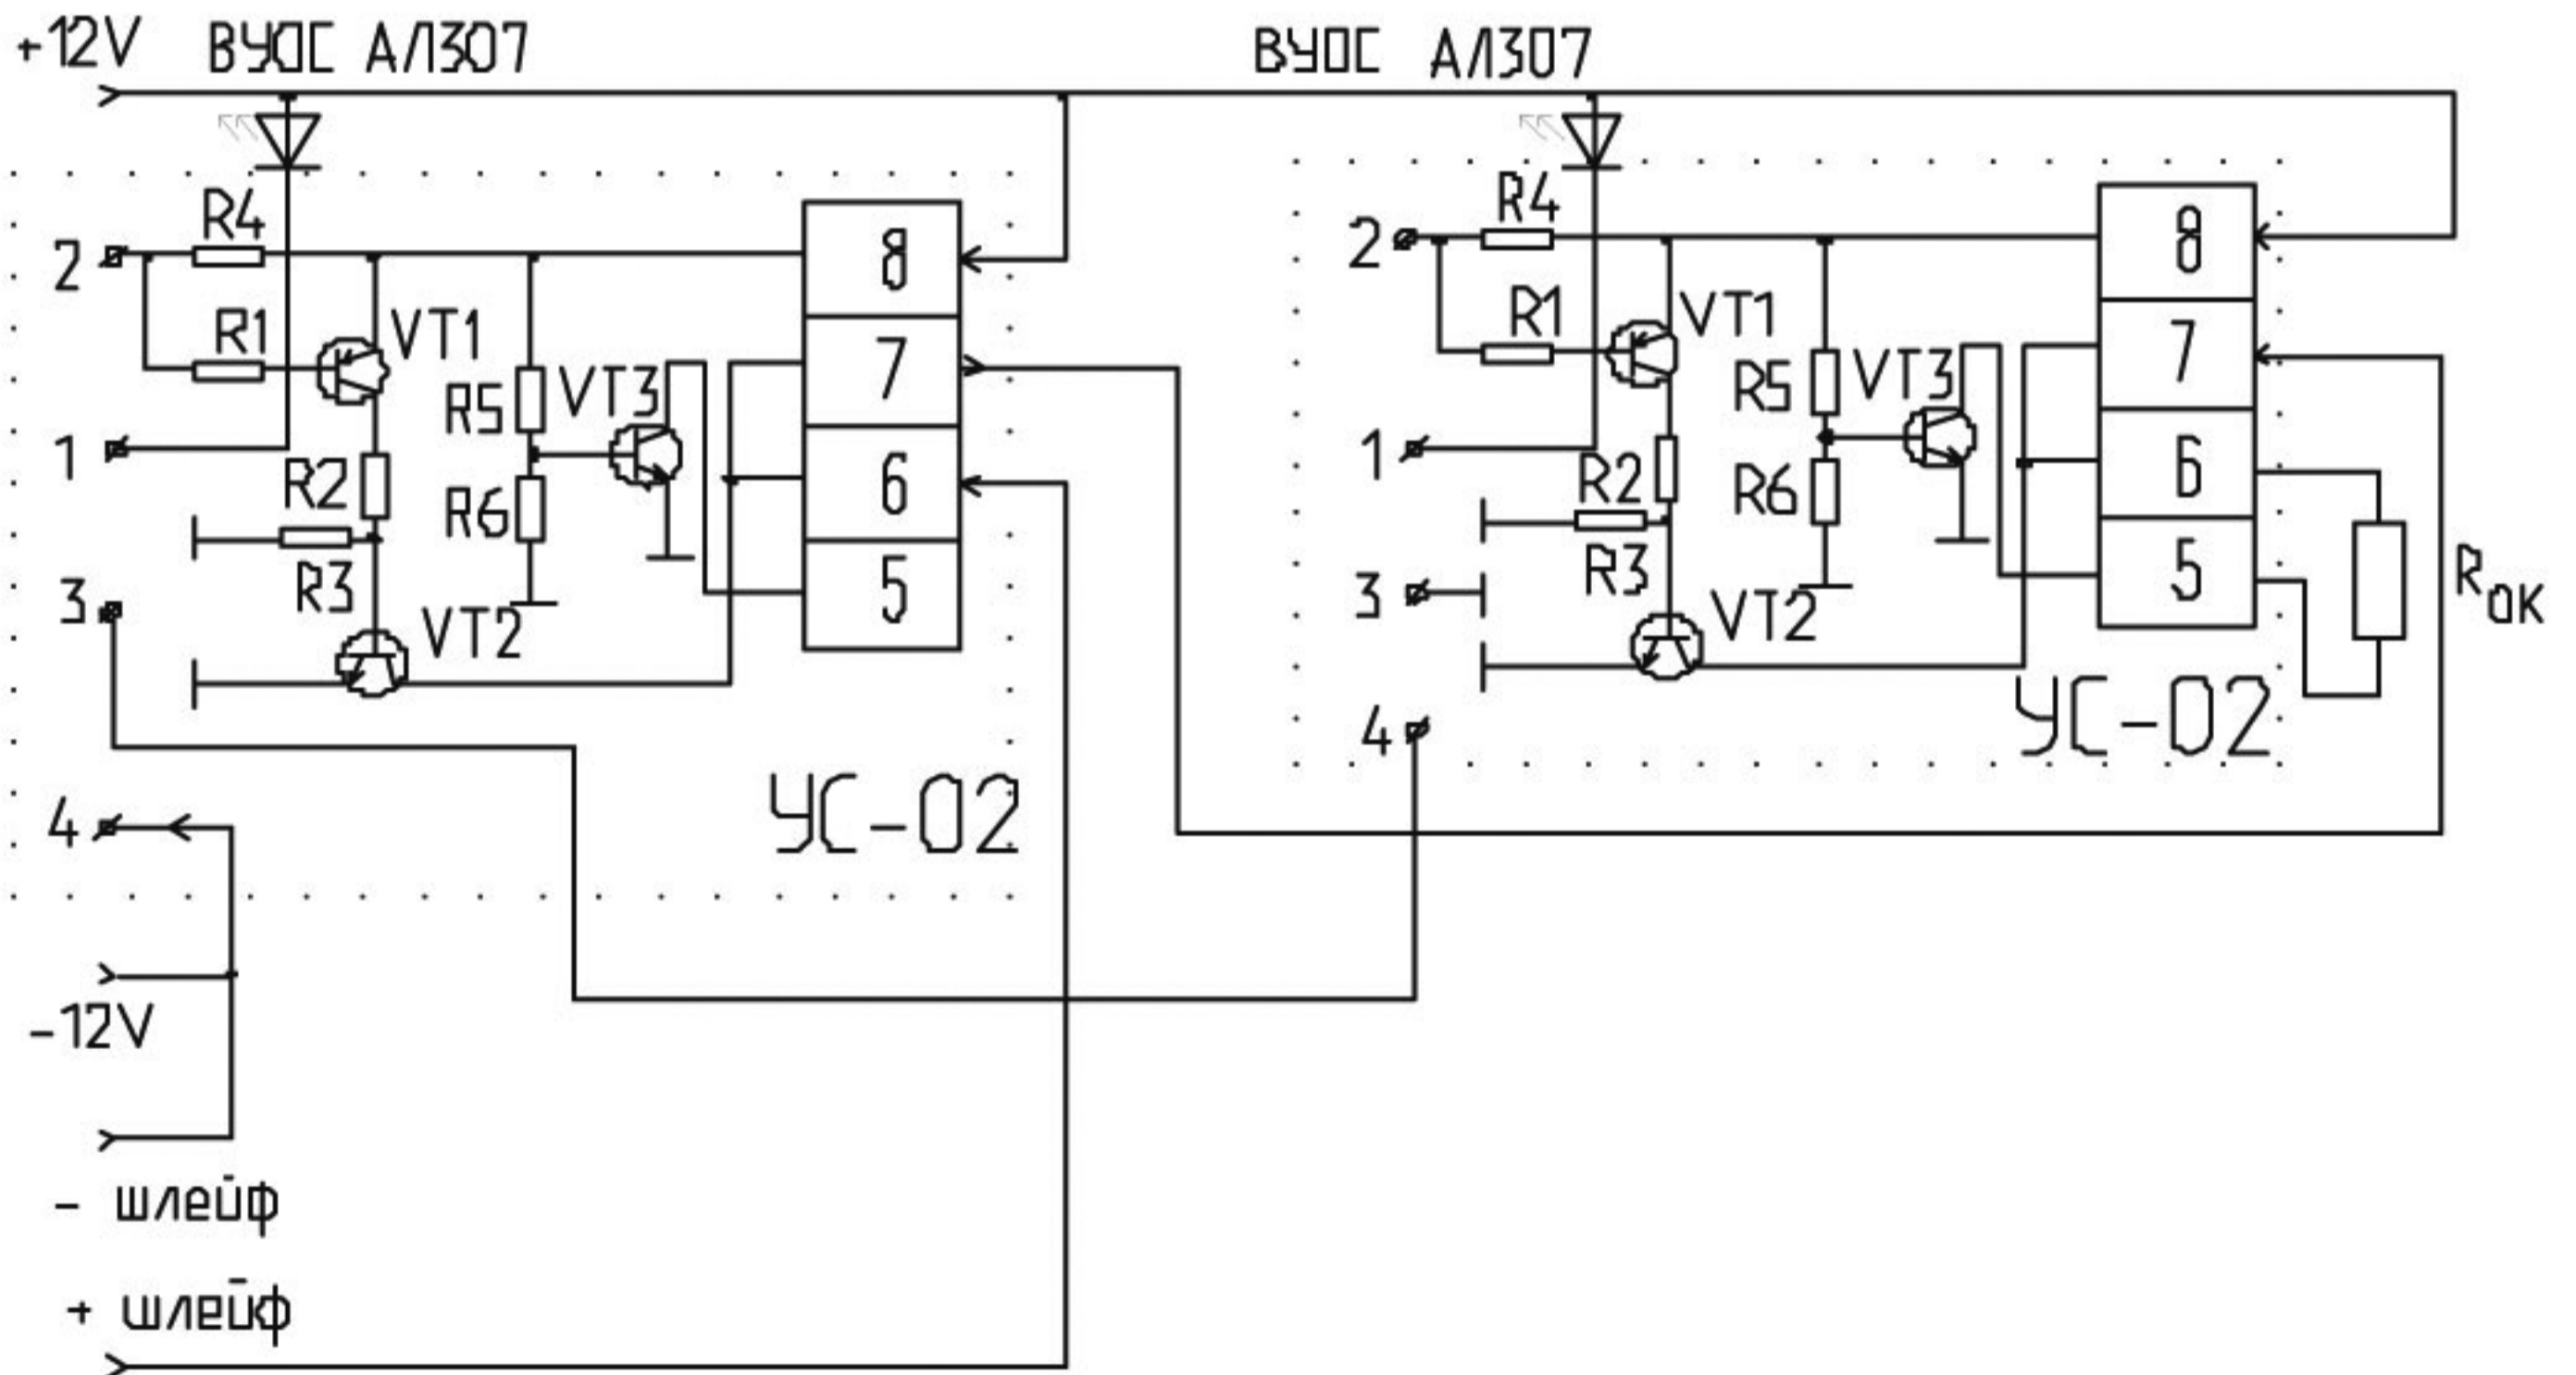 +12V ВУОС АЛ307
ВУОС АЛ307
R4
2
R1
VT1
1
R2
R5
VT3
R6
3
R3
VT2
8
7
6
5
УС-02
4
-12V
- шлейф
+ шлейф
R4
2
R1
VT1
1
R2
R5
VT3
R6
3
R3
VT2
4
8
7
6
5
Rок
УС-02